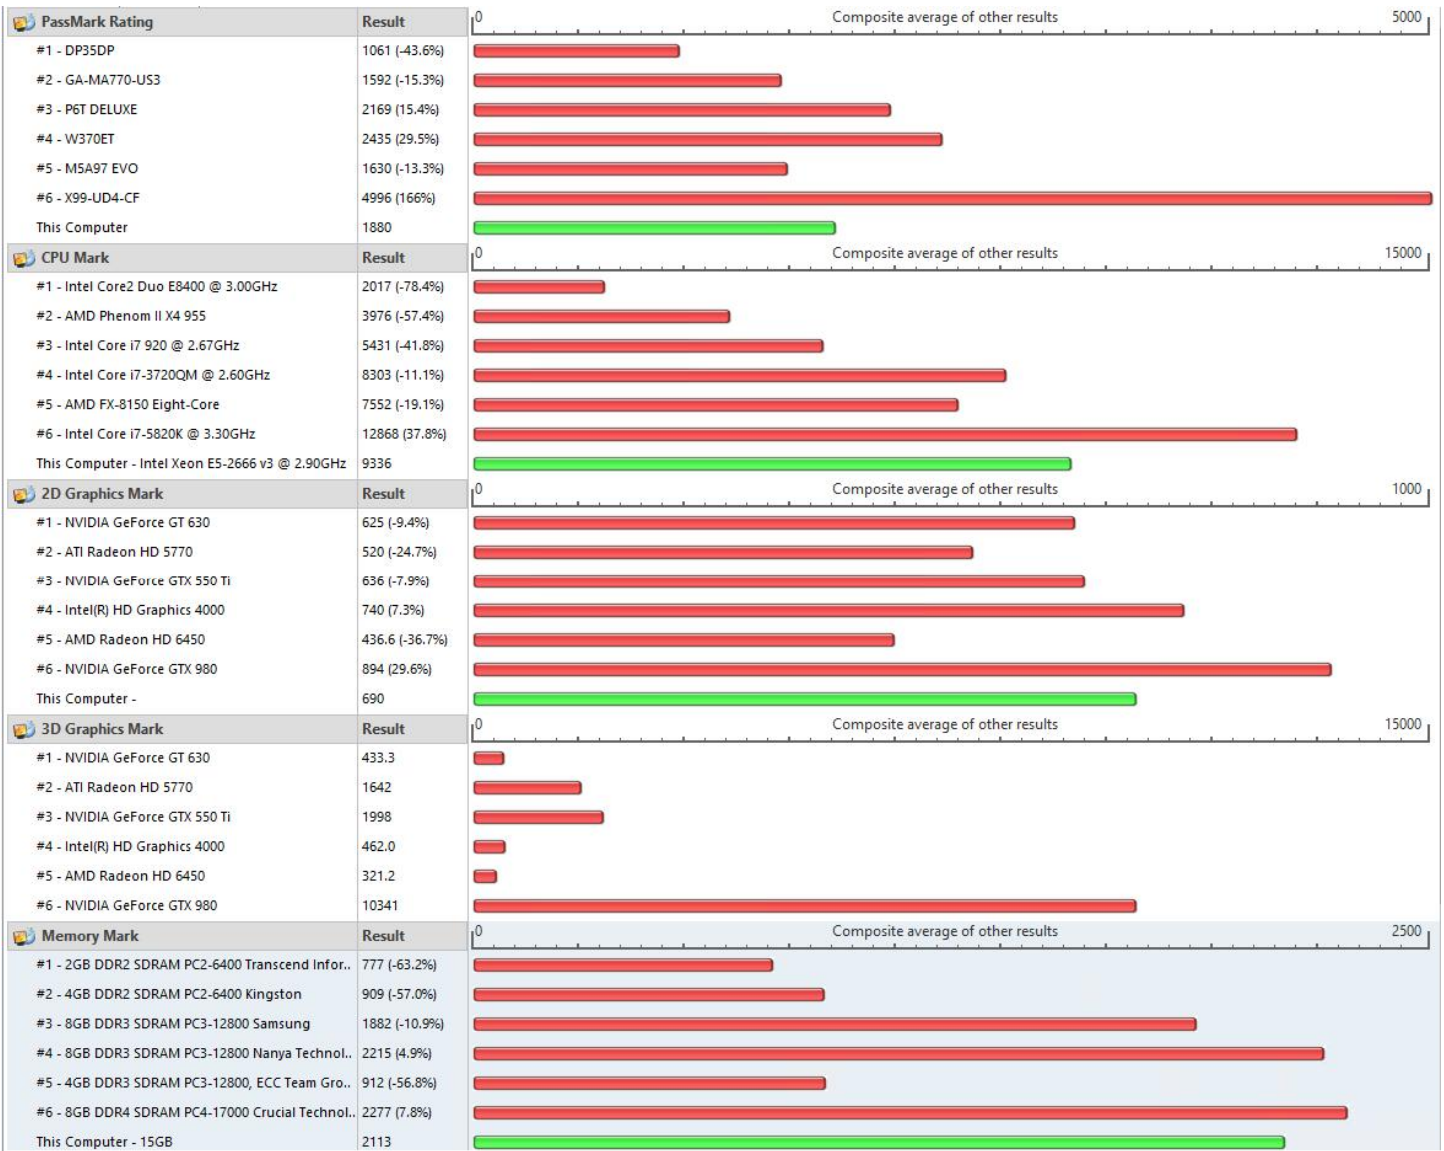 PassMark Rating Result 0 Composite average of other results 5000
#1 - DP35DP 1061 (-43.6%)
#2 - GA-MA770-US3 1592 (-15.3%)
#3 - P6T DELUXE 2169 (15.4%)
#4 - W370ET 2435 (29.5%)
#5 - M5A97 EVO 1630 (-13.3%)
#6 - X99-UD4-CF 4996 (166%)
This Computer 1880
CPU Mark Result 0 Composite average of other results 15000
#1 - Intel Core2 Duo E8400 @ 3.00GHz 2017 (-78.4%)
#2 - AMD Phenom II X4 955 3976 (-57.4%)
#3 - Intel Core i7 920 @ 2.67GHz 5431 (-41.8%)
#4 - Intel Core i7-3720QM @ 2.60GHz 8303 (-11.1%)
#5 - AMD FX-8150 Eight-Core 7552 (-19.1%)
#6 - Intel Core i7-5820K @ 3.30GHz 12868 (37.8%)
This Computer - Intel Xeon E5-2666 v3 @ 2.90GHz 9336
2D Graphics Mark Result 0 Composite average of other results 1000
#1 - NVIDIA GeForce GT 630 625 (-9.4%)
#2 - ATI Radeon HD 5770 520 (-24.7%)
#3 - NVIDIA GeForce GTX 550 Ti 636 (-7.9%)
#4 - Intel(R) HD Graphics 4000 740 (7.3%)
#5 - AMD Radeon HD 6450 436.6 (-36.7%)
#6 - NVIDIA GeForce GTX 980 894 (29.6%)
This Computer - 690
3D Graphics Mark Result 0 Composite average of other results 15000
#1 - NVIDIA GeForce GT 630 433.3
#2 - ATI Radeon HD 5770 1642
#3 - NVIDIA GeForce GTX 550 Ti 1998
#4 - Intel(R) HD Graphics 4000 462.0
#5 - AMD Radeon HD 6450 321.2
#6 - NVIDIA GeForce GTX 980 10341
Memory Mark Result 0 Composite average of other results 2500
#1 - 2GB DDR2 SDRAM PC2-6400 Transcend Infor.. 777 (-63.2%)
#2 - 4GB DDR2 SDRAM PC2-6400 Kingston 909 (-57.0%)
#3 - 8GB DDR3 SDRAM PC3-12800 Samsung 1882 (-10.9%)
#4 - 8GB DDR3 SDRAM PC3-12800 Nanya Technol.. 2215 (4.9%)
#5 - 4GB DDR3 SDRAM PC3-12800, ECC Team Gro.. 912 (-56.8%)
#6 - 8GB DDR4 SDRAM PC4-17000 Crucial Technol.. 2277 (7.8%)
This Computer - 15GB 2113